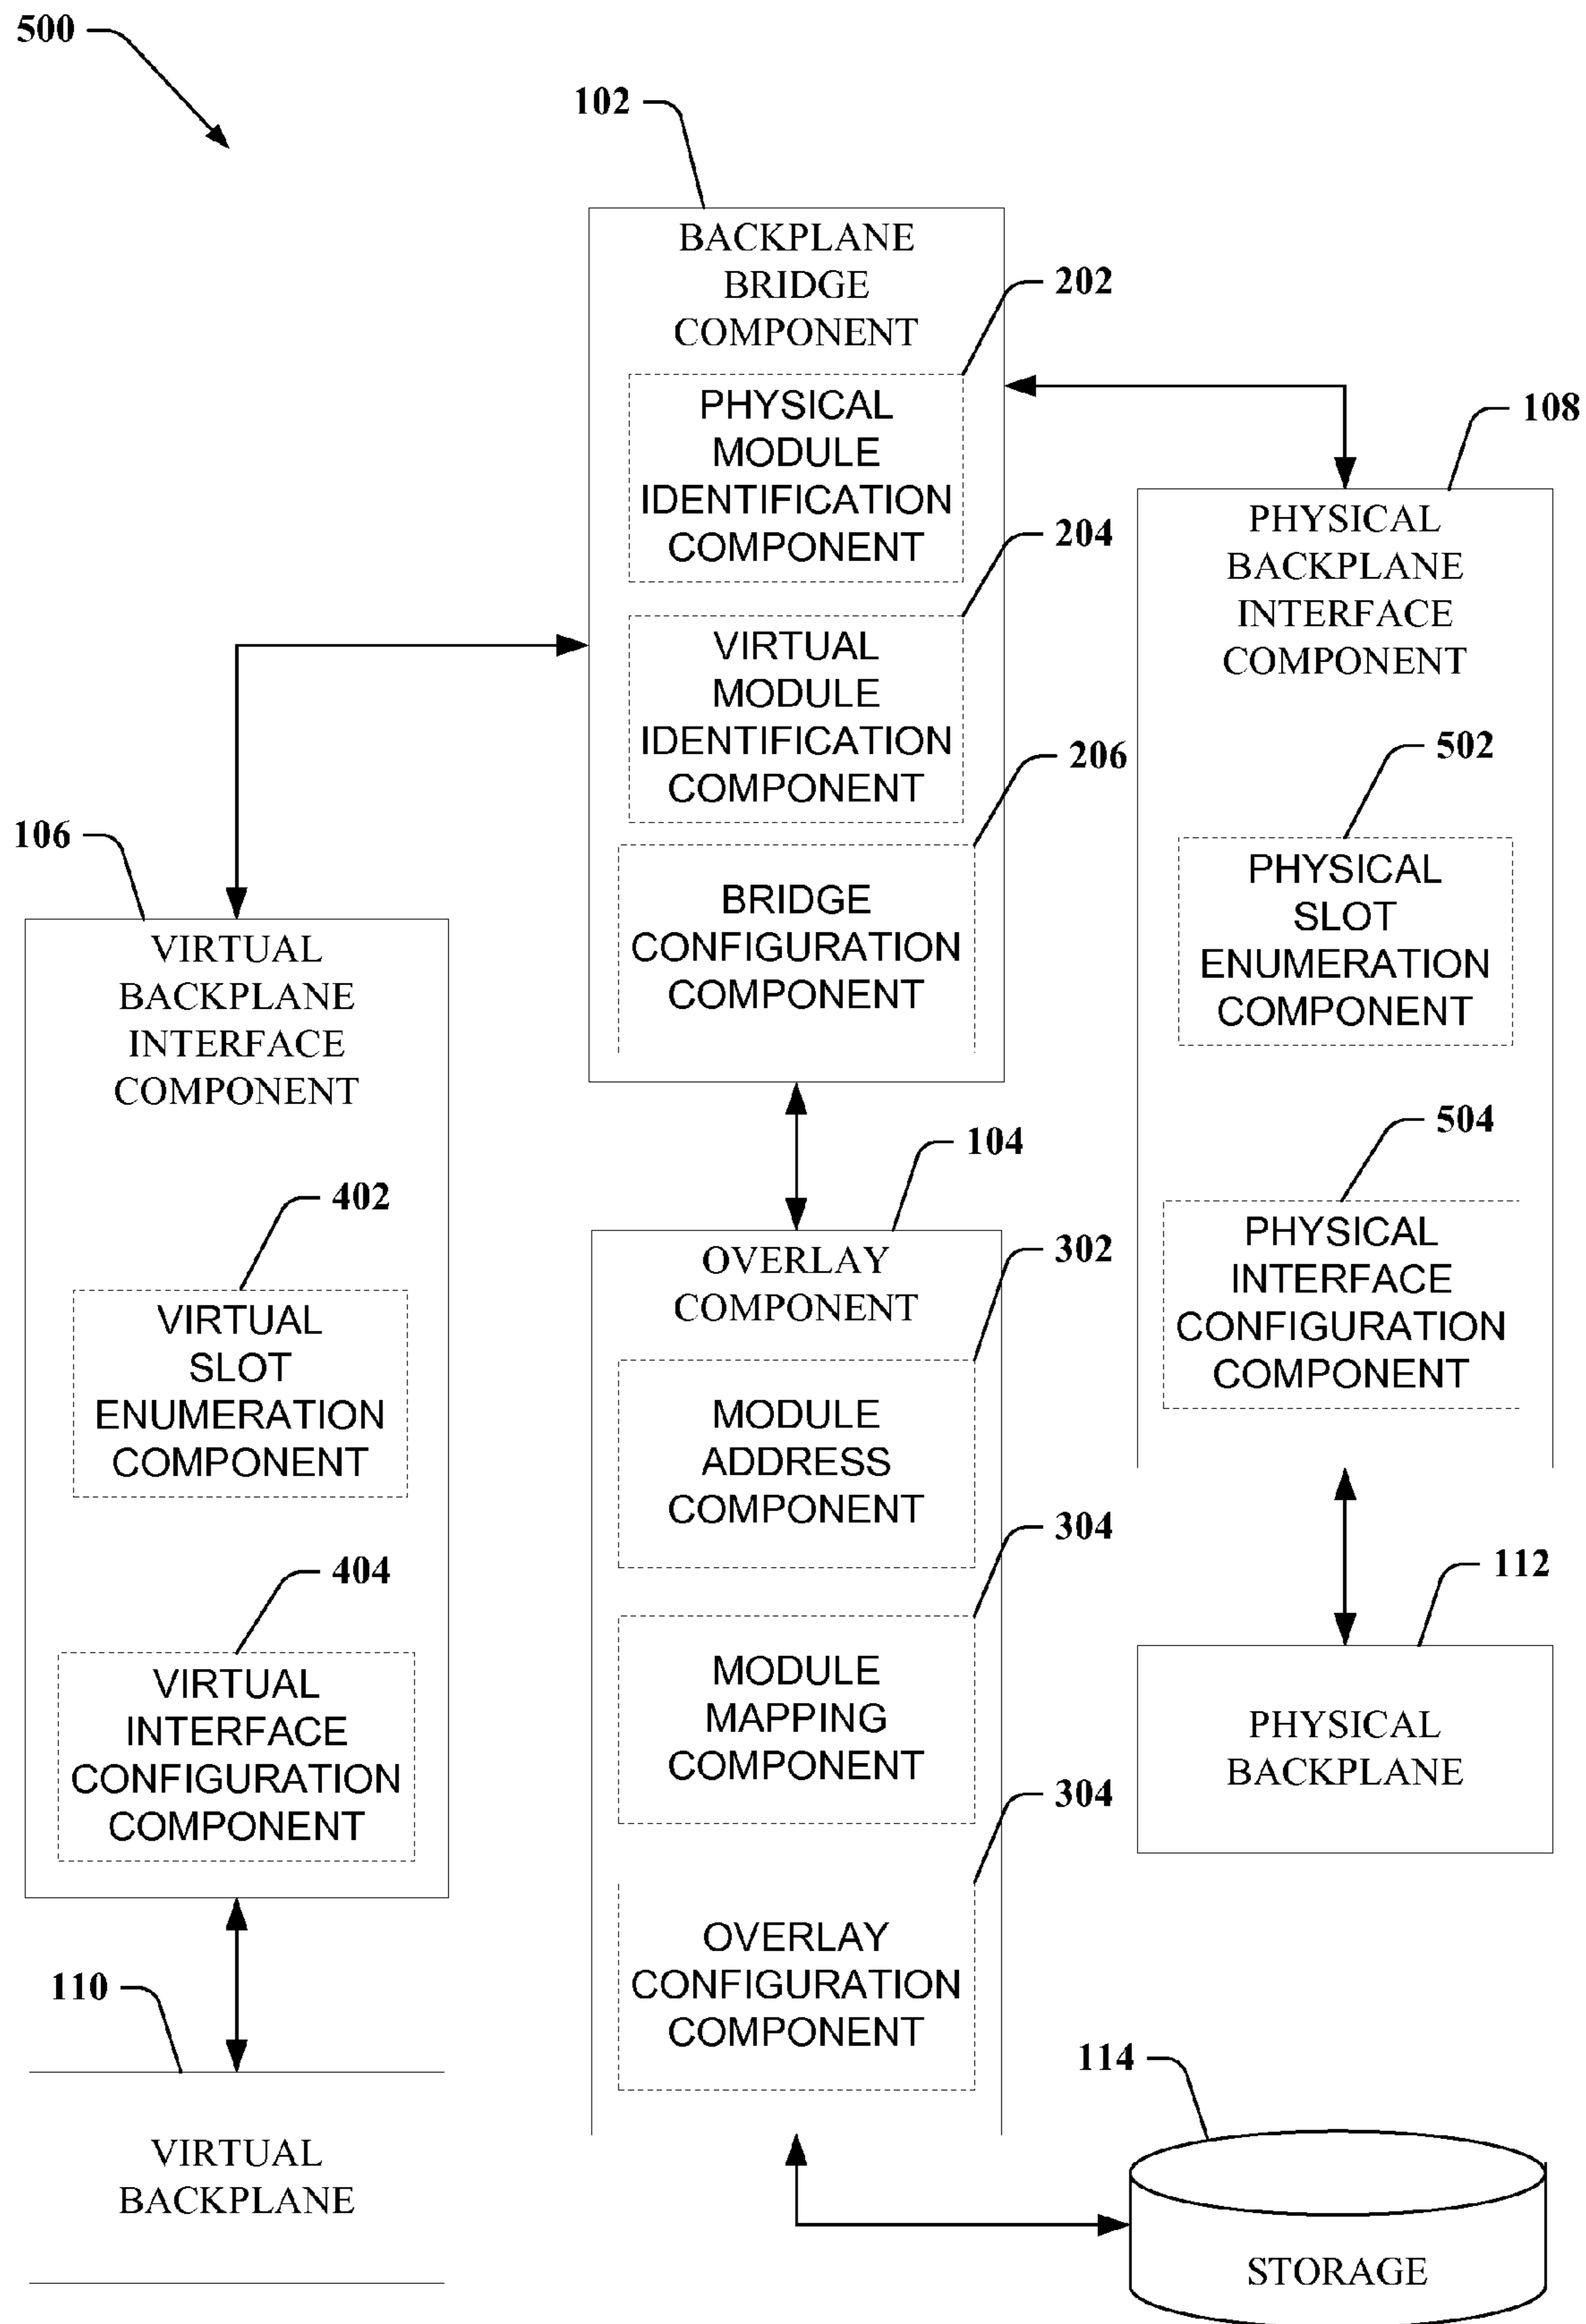 500
102
BACKPLANE
BRIDGE
COMPONENT
202
PHYSICAL
MODULE
IDENTIFICATION
COMPONENT
204
VIRTUAL
MODULE
IDENTIFICATION
COMPONENT
206
BRIDGE
CONFIGURATION
COMPONENT
108
PHYSICAL
BACKPLANE
INTERFACE
COMPONENT
502
PHYSICAL
SLOT
ENUMERATION
COMPONENT
504
PHYSICAL
INTERFACE
CONFIGURATION
COMPONENT
106
VIRTUAL
BACKPLANE
INTERFACE
COMPONENT
402
VIRTUAL
SLOT
ENUMERATION
COMPONENT
404
VIRTUAL
INTERFACE
CONFIGURATION
COMPONENT
104
OVERLAY
COMPONENT
302
MODULE
ADDRESS
COMPONENT
304
MODULE
MAPPING
COMPONENT
304
OVERLAY
CONFIGURATION
COMPONENT
112
PHYSICAL
BACKPLANE
110
VIRTUAL
BACKPLANE
114
STORAGE